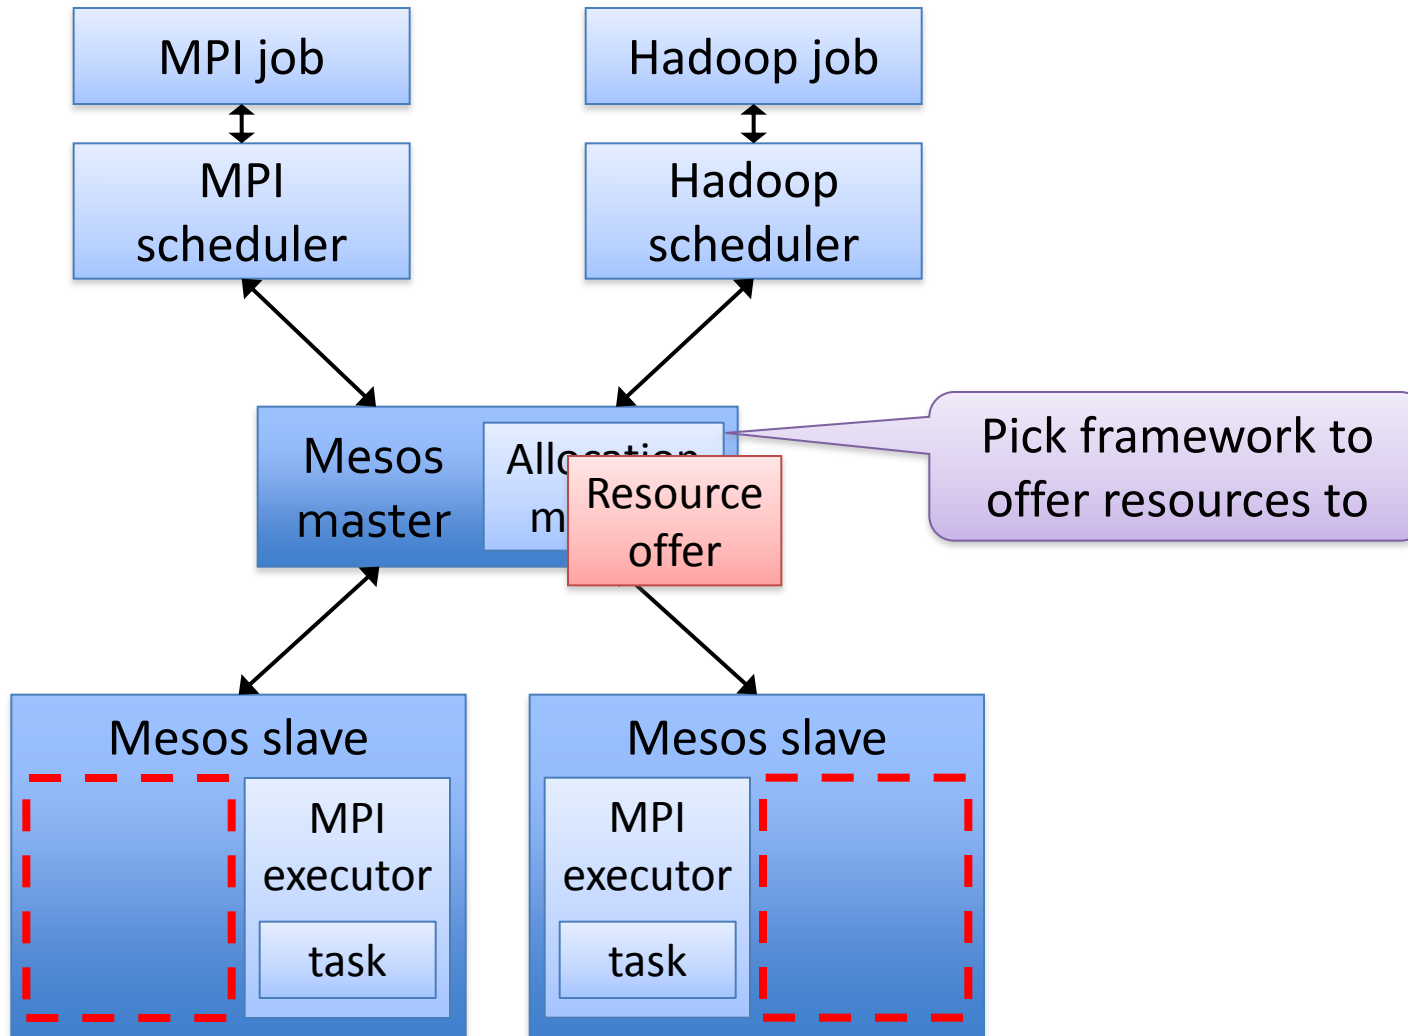 MPI job
Hadoop job
MPI
scheduler
Hadoop
scheduler
Mesos
master
Allocation
Resource
offer
Pick framework to
offer resources to
Mesos slave
MPI
executor
task
Mesos slave
MPI
executor
task